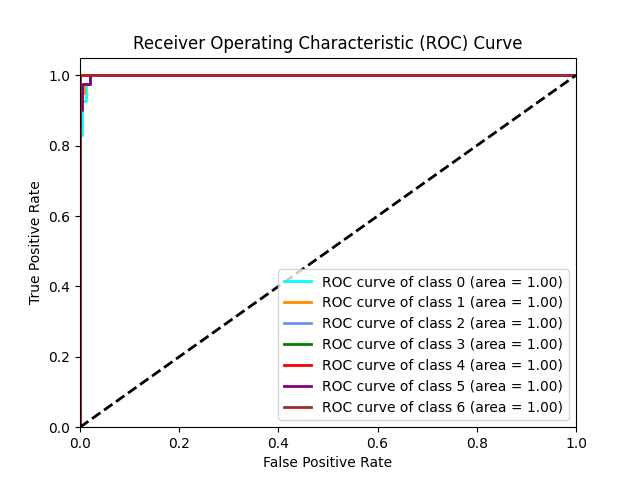 Receiver Operating Characteristic (ROC) Curve
True Positive Rate
1.0
0.8
0.6
0.4
0.2
0.0
ROC curve of class 0 (area = 1.00)
ROC curve of class 1 (area = 1.00)
ROC curve of class 2 (area = 1.00)
ROC curve of class 3 (area = 1.00)
ROC curve of class 4 (area = 1.00)
ROC curve of class 5 (area = 1.00)
ROC curve of class 6 (area = 1.00)
0.0 0.2 0.4 0.6 0.8 1.0
False Positive Rate